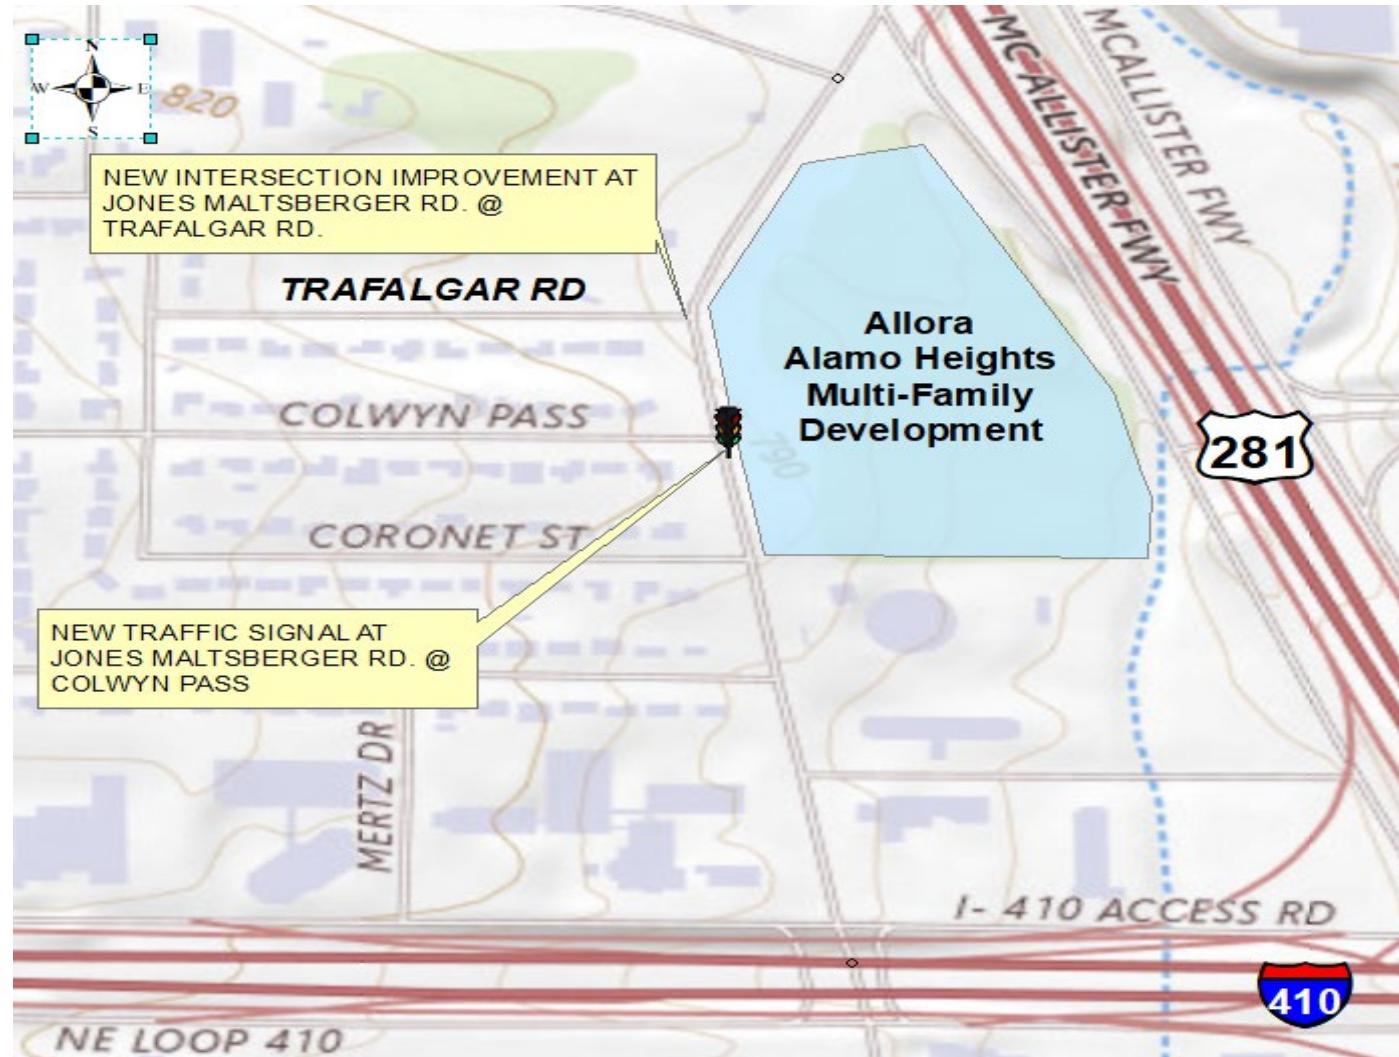 N
W
E
S
820
MCALLISTER FWY
MC ALLISTER FWY
NEW INTERSECTION IMPROVEMENT AT
JONES MALTSBERGER RD. @
TRAFALGAR RD.
TRAFALGAR RD
Allora
Alamo Heights
Multi-Family
Development
COLWYN PASS
790
281
CORONET ST
NEW TRAFFIC SIGNAL AT
JONES MALTSBERGER RD. @
COLWYN PASS
MERTZ DR
I- 410 ACCESS RD
410
NE LOOP 410